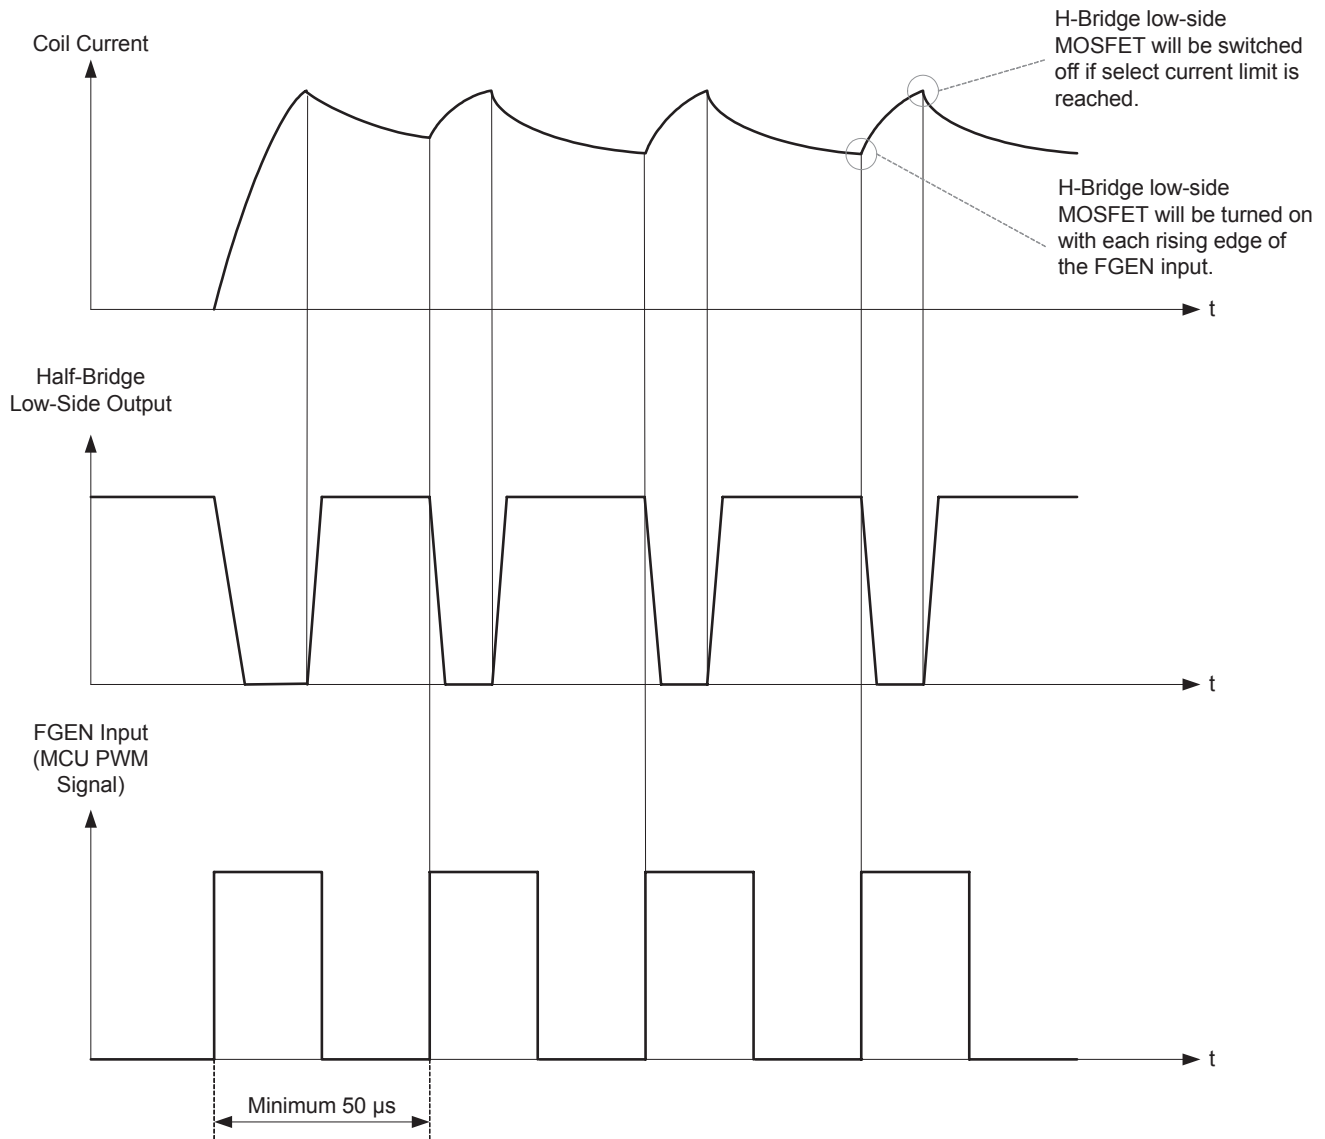 Coil Current
H-Bridge low-side
MOSFET will be switched
off if select current limit is
reached.
H-Bridge low-side
MOSFET will be turned on
with each rising edge of
the FGEN input.
t
Half-Bridge
Low-Side Output
t
FGEN Input
(MCU PWM
Signal)
t
Minimum 50 µs